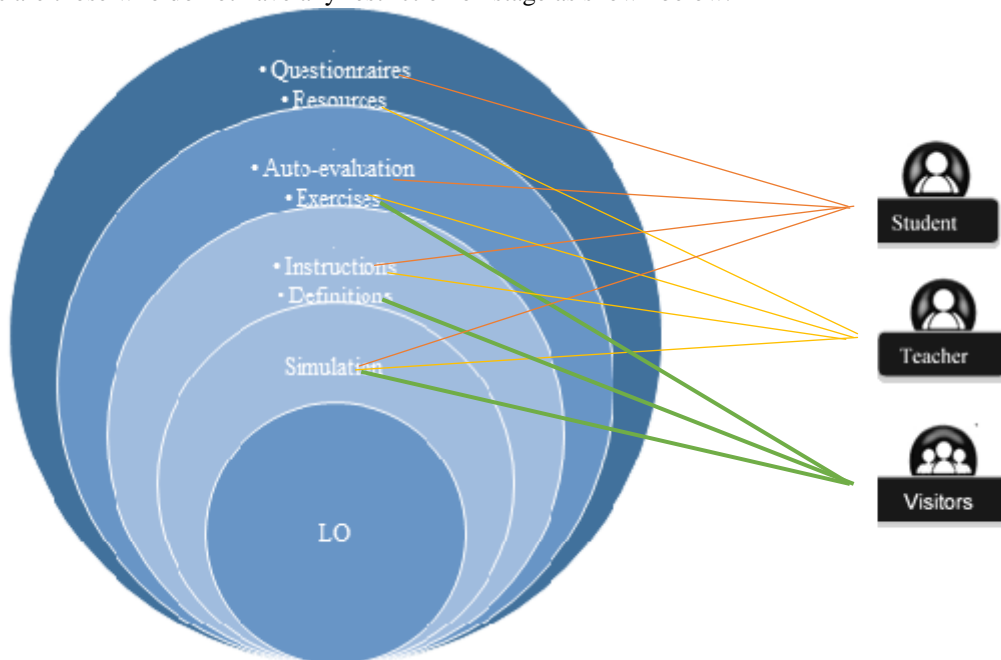 • Questionnaires
• Resources
• Auto-evaluation
• Exercises
• Instructions
• Definitions
Simulation
LO
Student
Teacher
Visitors